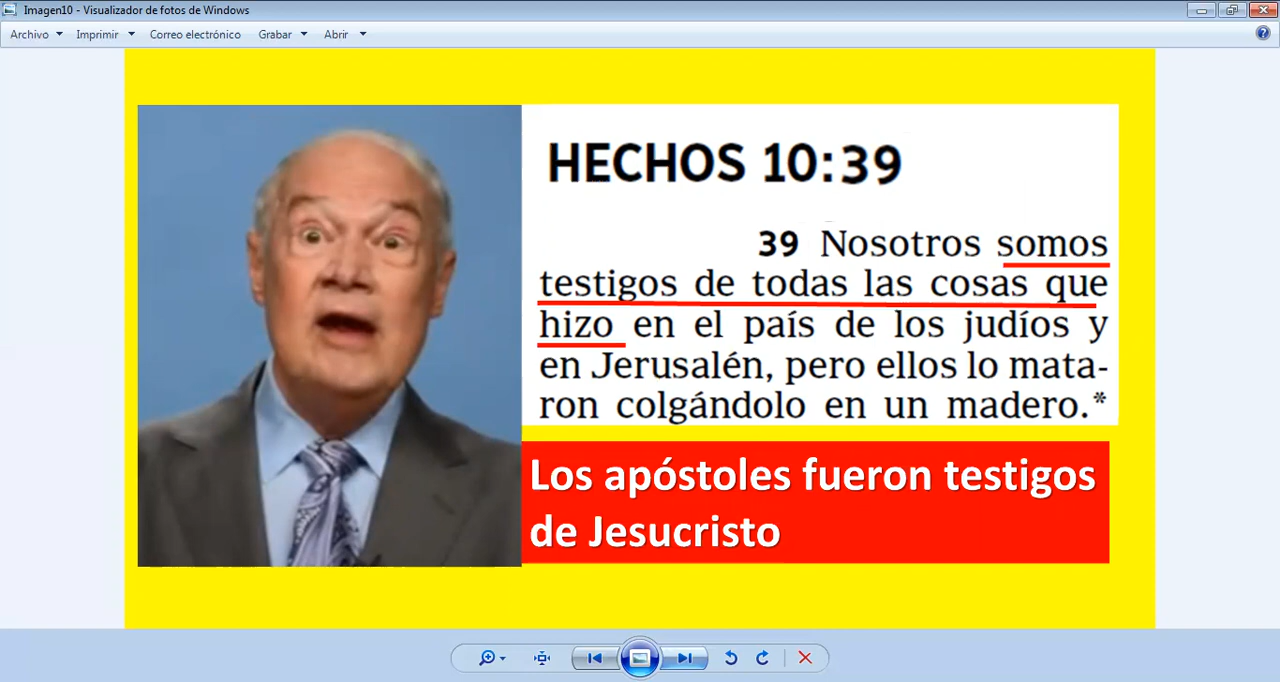 Imagen10 - Visualizador de fotos de Windows
Archivo Imprimir Correo electrónico Grabar Abrir
HECHOS 10:39
39 Nosotros somos
testigos de todas las cosas que
hizo en el país de los judíos y
en Jerusalén, pero ellos lo mata-
ron colgándolo en un madero.*
Los apóstoles fueron testigos
de Jesucristo